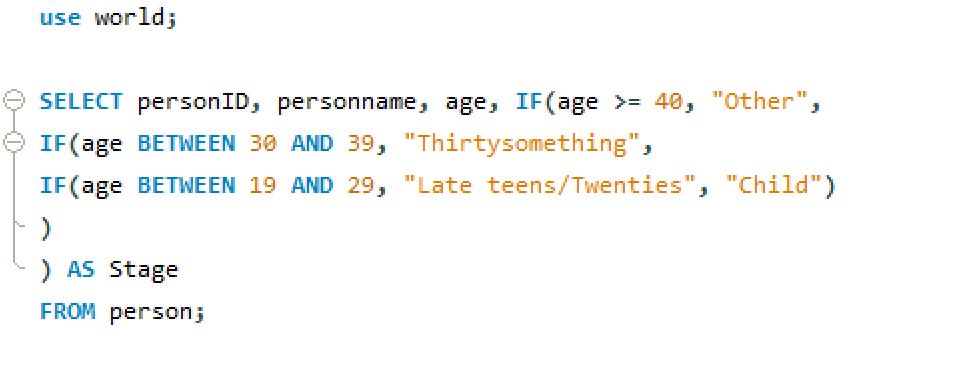 use world;
SELECT personID, personname, age, IF(age >= 40, "Other",
IF(age BETWEEN 30 AND 39, "Thirtysomething",
IF(age BETWEEN 19 AND 29, "Late teens/Twenties", "Child")
)
) AS Stage
FROM person;